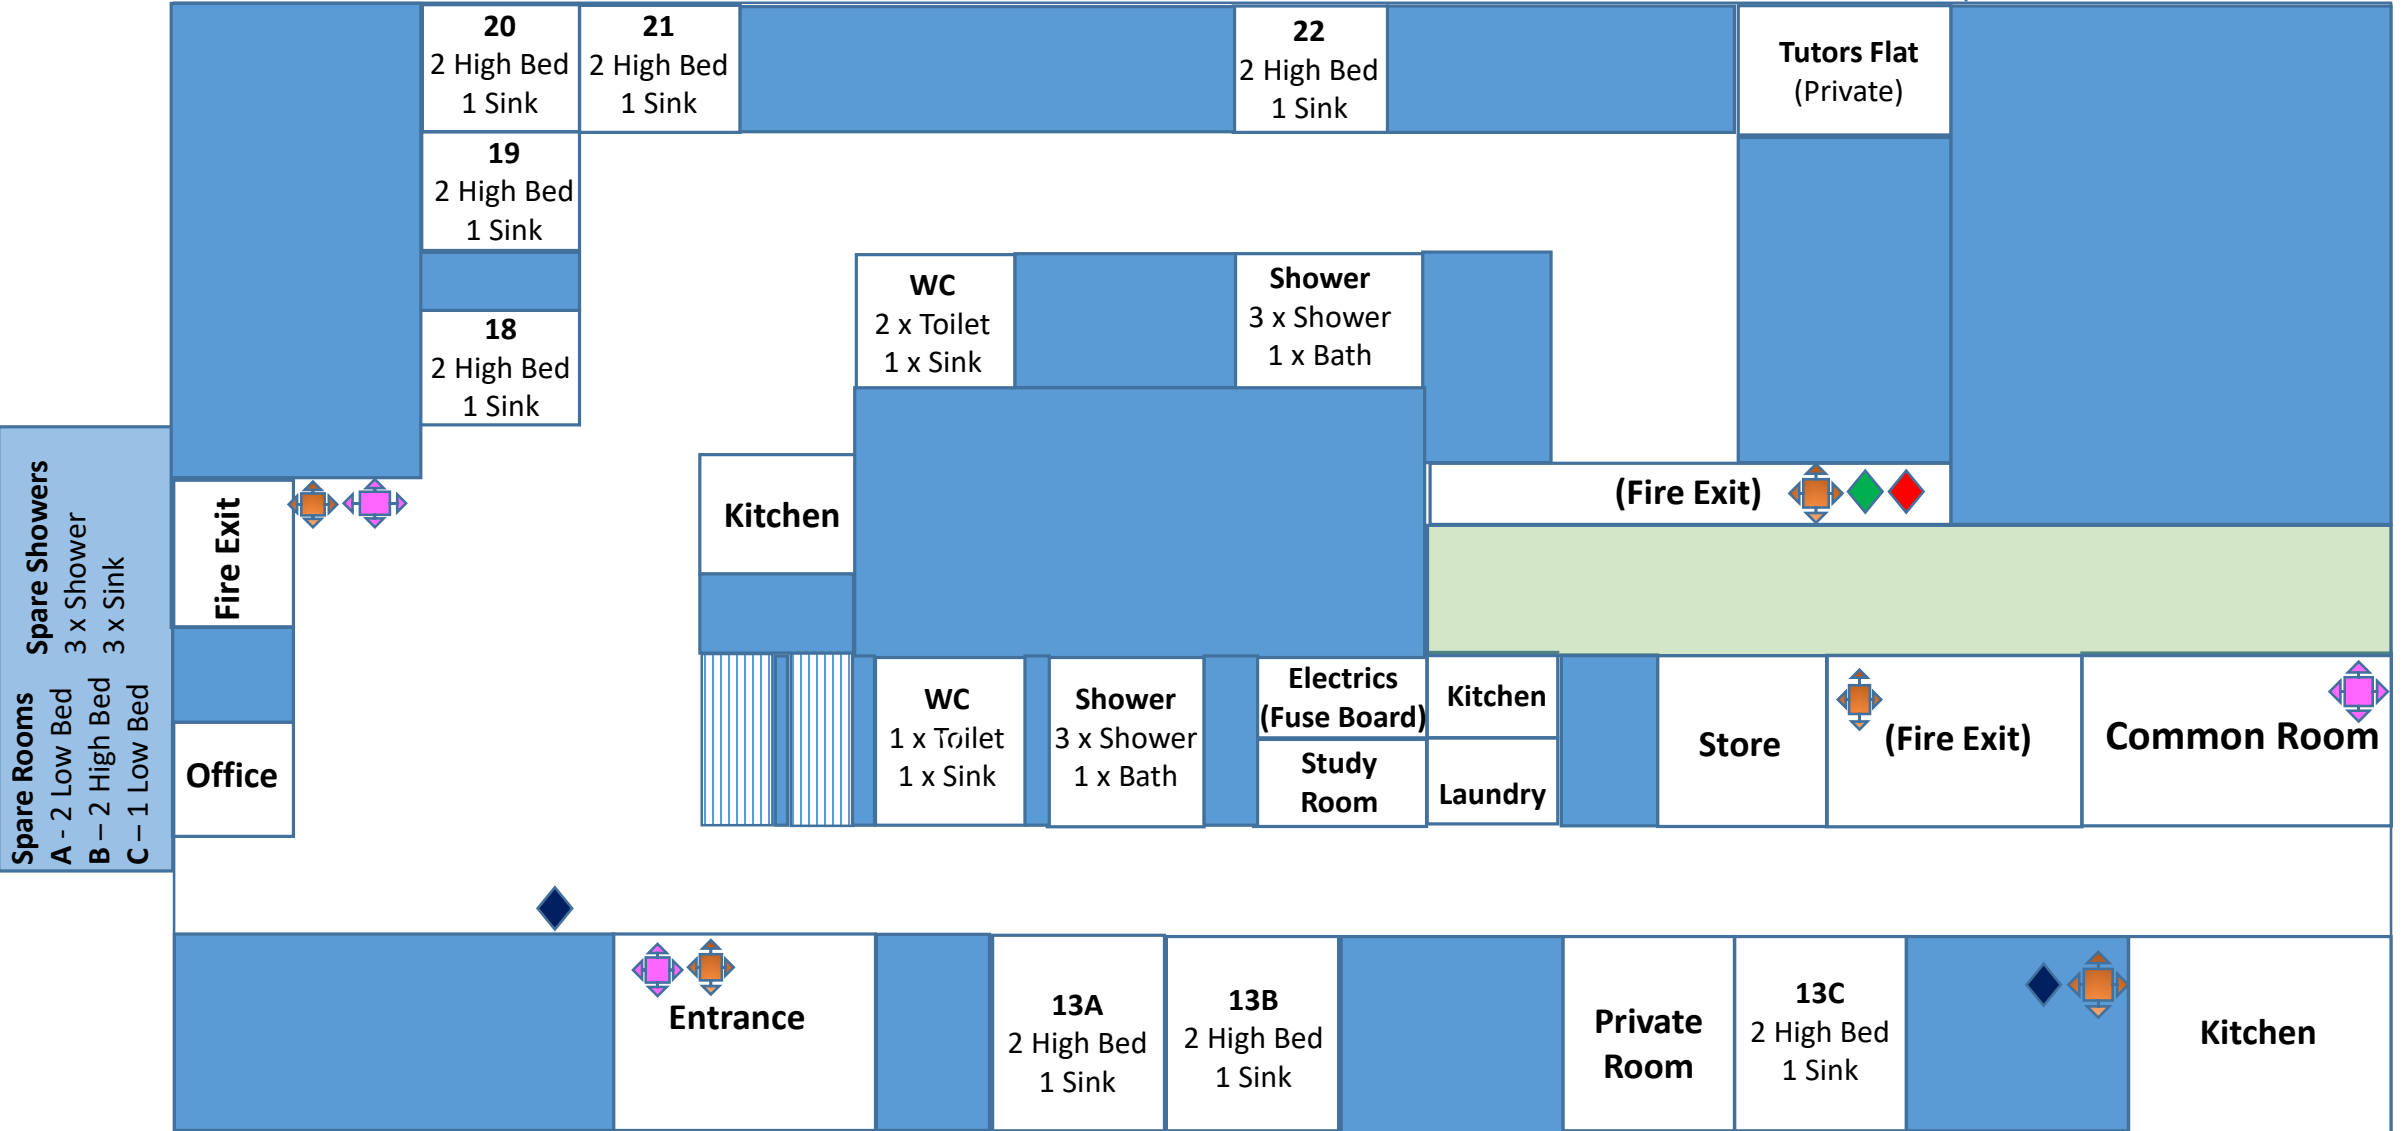 20
2 High Bed
1 Sink
21
2 High Bed
1 Sink
22
2 High Bed
1 Sink
Tutors Flat
(Private)
19
2 High Bed
1 Sink
18
2 High Bed
1 Sink
WC
2 x Toilet
1 x Sink
Shower
3 x Shower
1 x Bath
Spare Showers
3 x Shower
3 x Sink
Spare Rooms
A - 2 Low Bed
B – 2 High Bed
C – 1 Low Bed
Fire Exit
Kitchen
(Fire Exit)
Office
WC
1 x Toilet
1 x Sink
Shower
3 x Shower
1 x Bath
Electrics
(Fuse Board)
Study
Room
Kitchen
Laundry
Store
(Fire Exit)
Common Room
Entrance
13A
2 High Bed
1 Sink
13B
2 High Bed
1 Sink
Private
Room
13C
2 High Bed
1 Sink
Kitchen